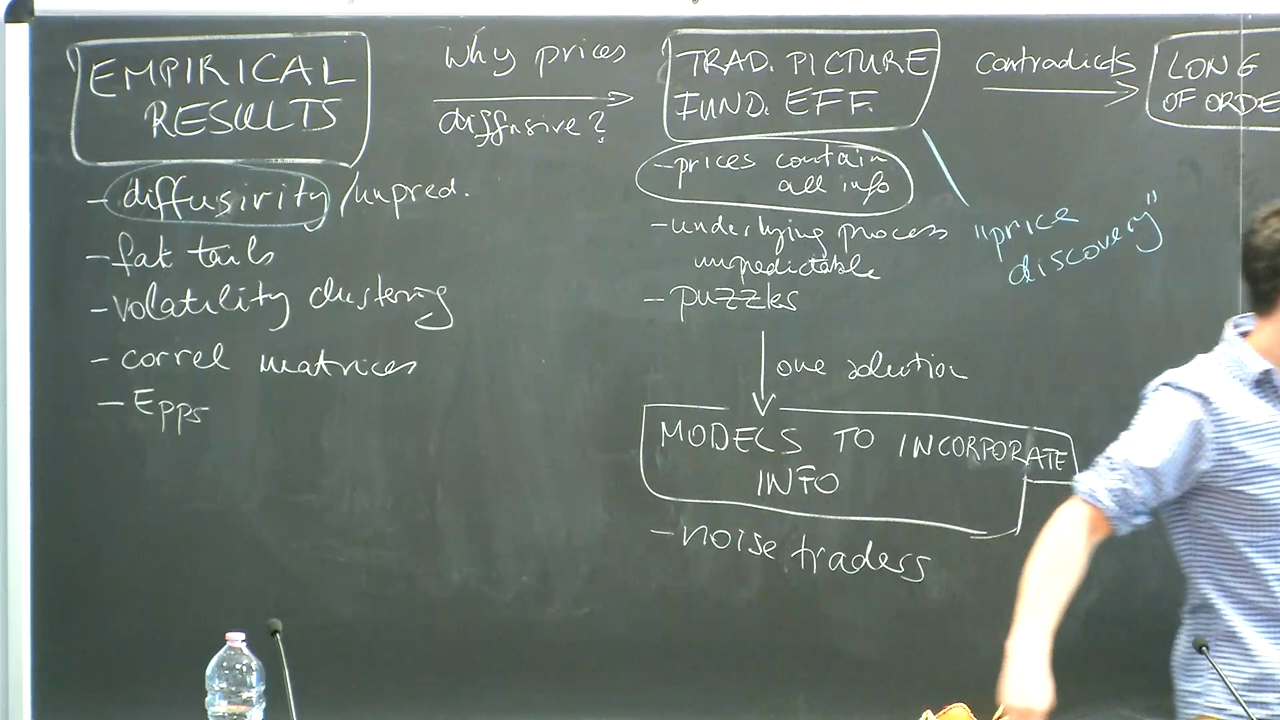 EMPIRICAL
RESULTS
- diffusivity / unpred.
- fat tails
- volatility clustering
- correl matrices
- Epps
Why prices
diffusive?
TRAD. PICTURE
FUND. EFF.
- prices contain
all info
- underlying process
unpredictable
- puzzles
one solution
MODELS TO INCORPORATE
INFO
- noise traders
"price
discovery"
contradicts
LONG
OF ORDE